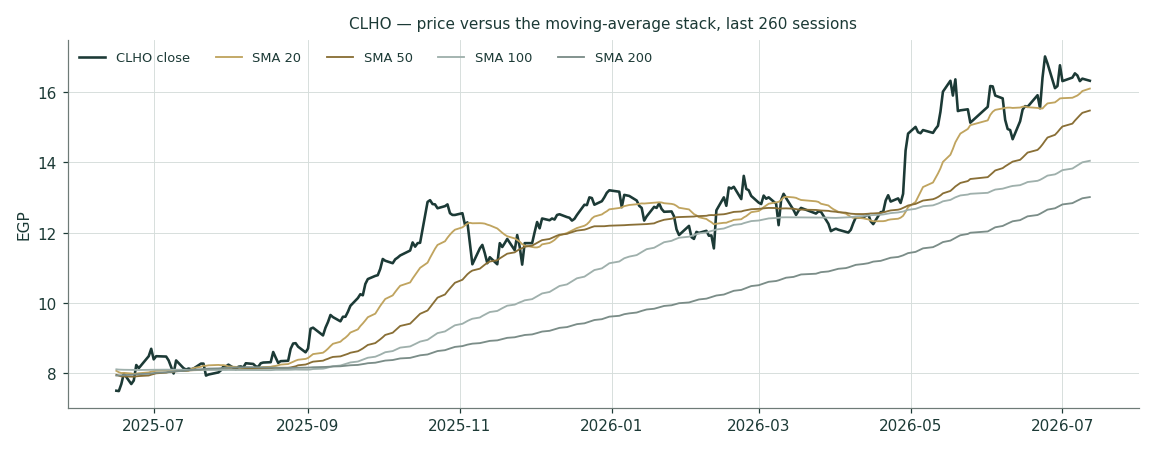 CLHO — price versus the moving-average stack, last 260 sessions
CLHO close SMA 20 SMA 50 SMA 100 SMA 200
EGP
16
14
12
10
8
2025-07 2025-09 2025-11 2026-01 2026-03 2026-05 2026-07